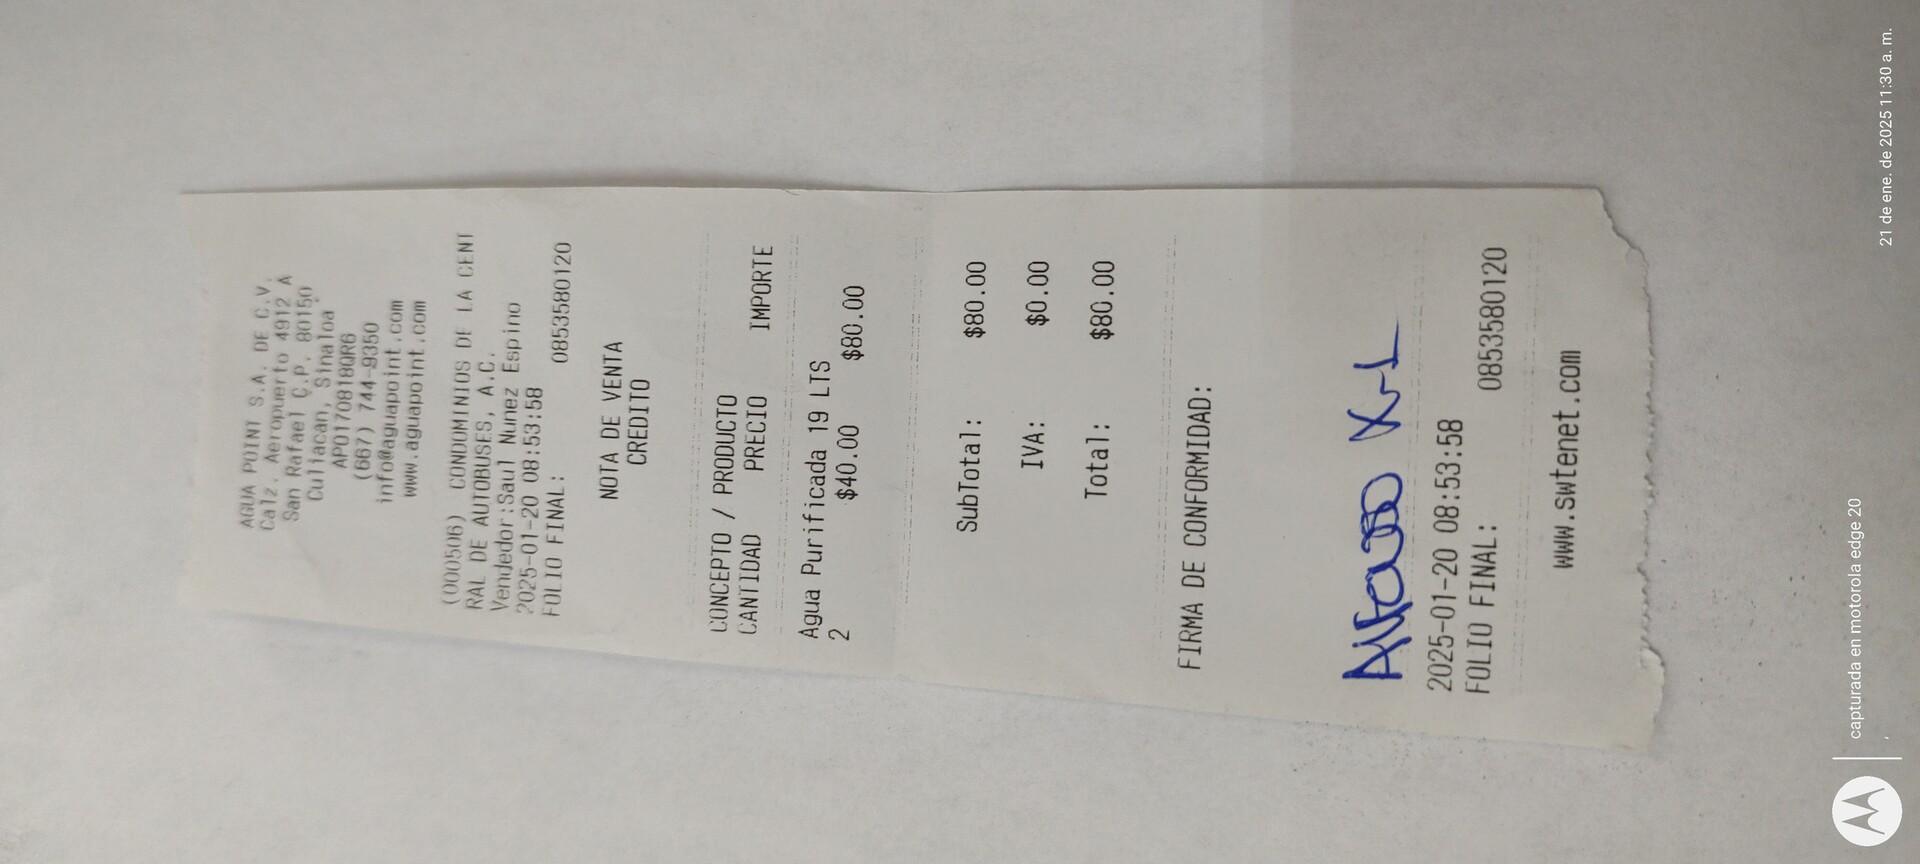 AGUA POINT S.A. DE C.V.
Calz. Aeropuerto 4912 A
San Rafael C.P. 80150
Culiacan, Sinaloa
APO170818QR6
(667) 744-9350
info@aguapoint.com
www.aguapoint.com
(000506) CONDOMINIOS DE LA CENT
RAL DE AUTOBUSES, A.C.
Vendedor:Saul Nunez Espino
2025-01-20 08:53:58
FOLIO FINAL: 0853580120
NOTA DE VENTA
CREDITO
CONCEPTO / PRODUCTO
CANTIDAD PRECIO IMPORTE
Agua Purificada 19 LTS
2 $40.00 $80.00
SubTotal: $80.00
IVA: $0.00
Total: $80.00
FIRMA DE CONFORMIDAD:
2025-01-20 08:53:58
FOLIO FINAL: 0853580120
www.swtenet.com
capturada en motorola edge 20
21 de ene. de 2025 11:30 a. m.